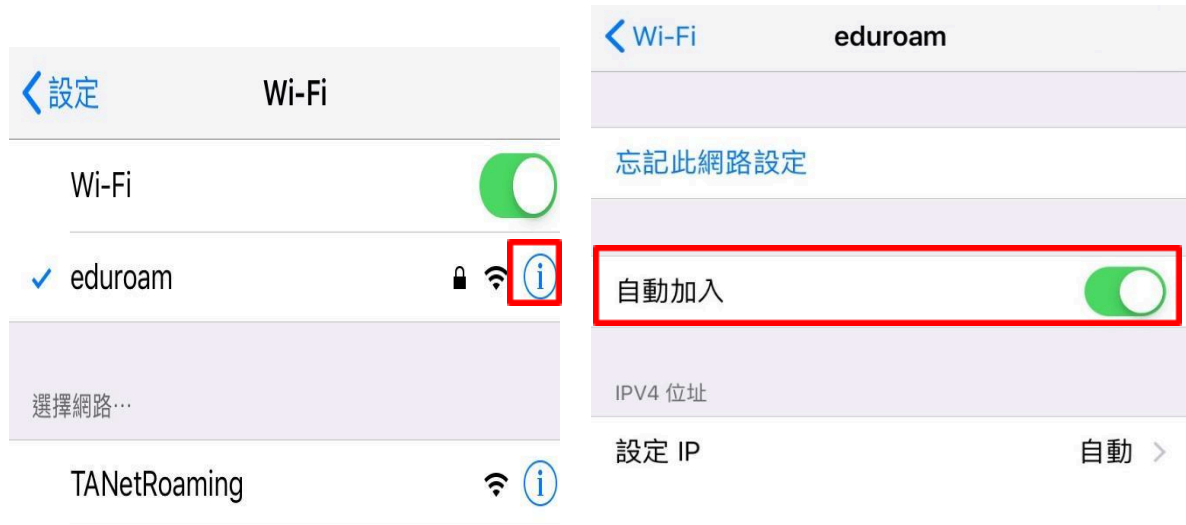 設定 Wi-Fi
Wi-Fi
eduroam
選擇網路…
TANetRoaming
Wi-Fi eduroam
忘記此網路設定
自動加入
IPV4 位址
設定 IP 自動